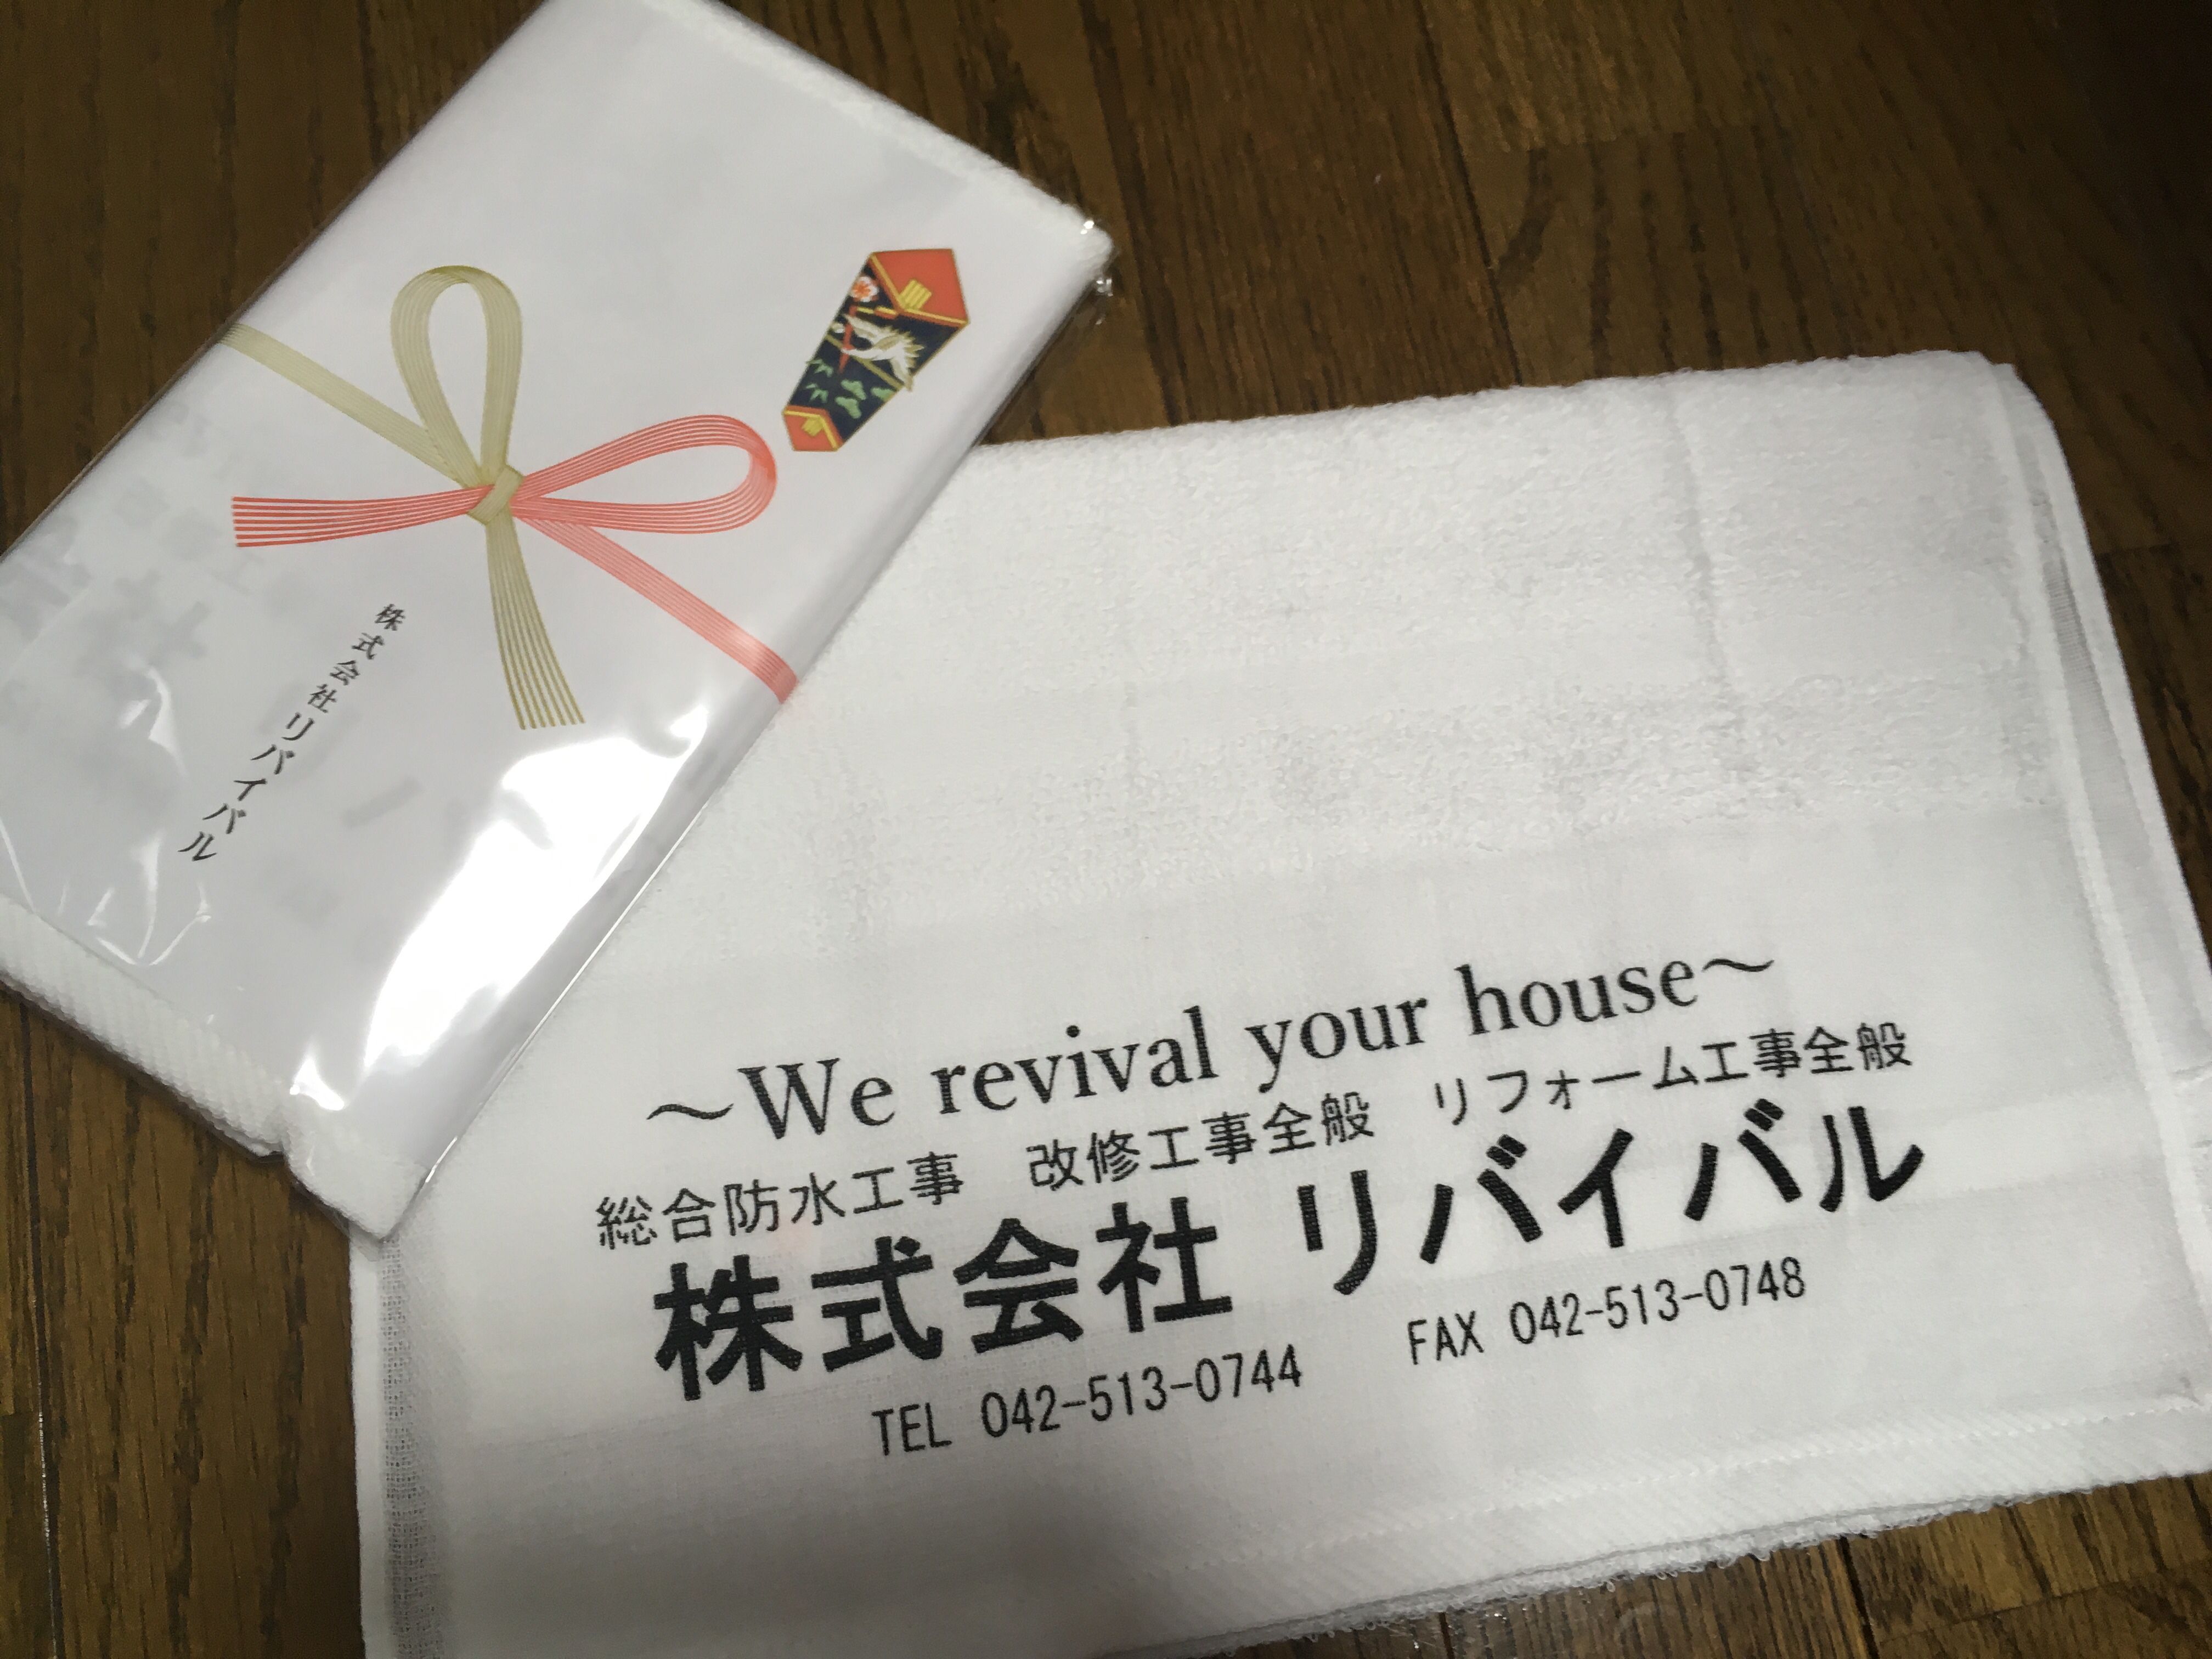 株式会社リバイバル
～We revival your house～
総合防水工事　改修工事全般　リフォーム工事全般
株式会社 リバイバル
TEL 042-513-0744　FAX 042-513-0748